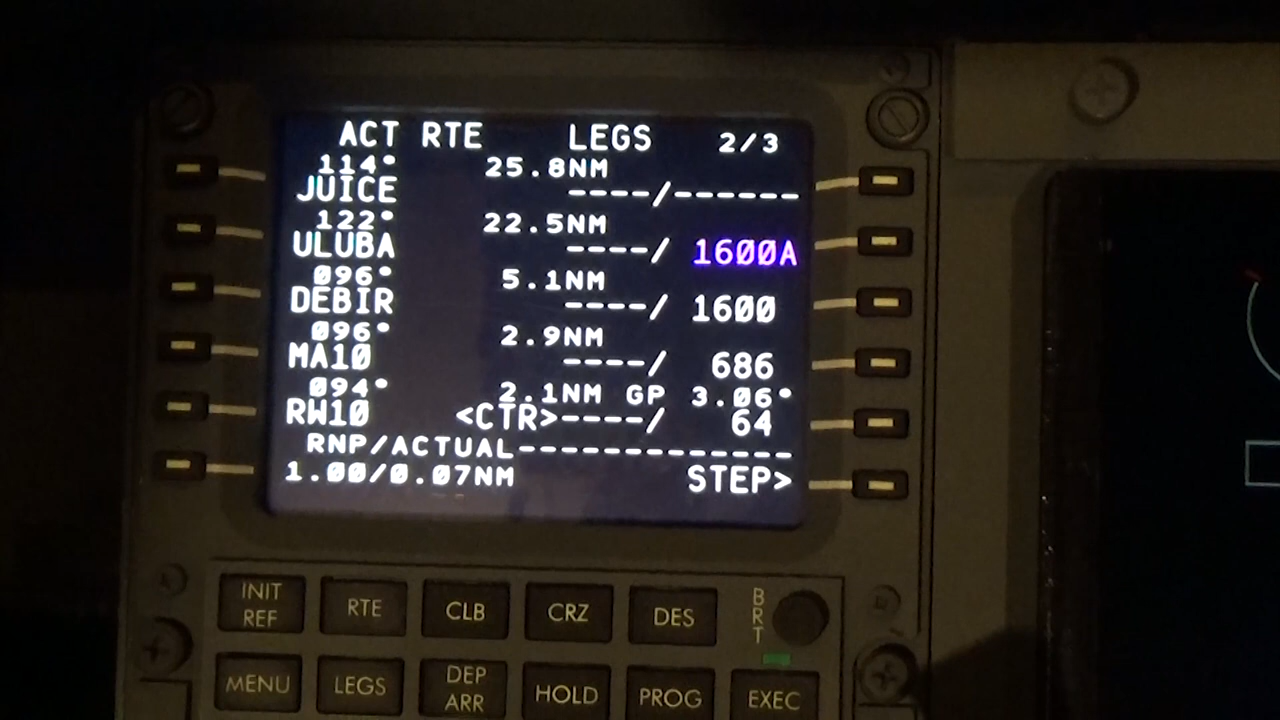 ACT RTE LEGS 2/3
114° 25.8NM
JUICE ----/------
122° 22.5NM
ULUBA ----/ 1600A
096° 5.1NM
DEBIR ----/ 1600
096° 2.9NM
MA10 ----/ 686
094° 2.1NM GP 3.06°
RW10 <CTR>----/ 64
RNP/ACTUAL-------------
1.00/0.07NM STEP>
INIT REF RTE CLB CRZ DES BRT
MENU LEGS DEP ARR HOLD PROG EXEC